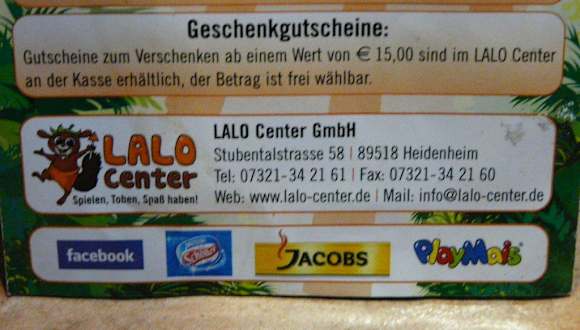 Geschenkgutscheine:
Gutscheine zum Verschenken ab einem Wert von € 15,00 sind im LALO Center
an der Kasse erhältlich, der Betrag ist frei wählbar.
LALO
Center
Spielen, Toben, Spaß haben!
LALO Center GmbH
Stubentalstrasse 58 | 89518 Heidenheim
Tel: 07321-34 21 61 | Fax: 07321-34 21 60
Web: www.lalo-center.de | Mail: info@lalo-center.de
facebook
Schöller
JACOBS
PlayMais